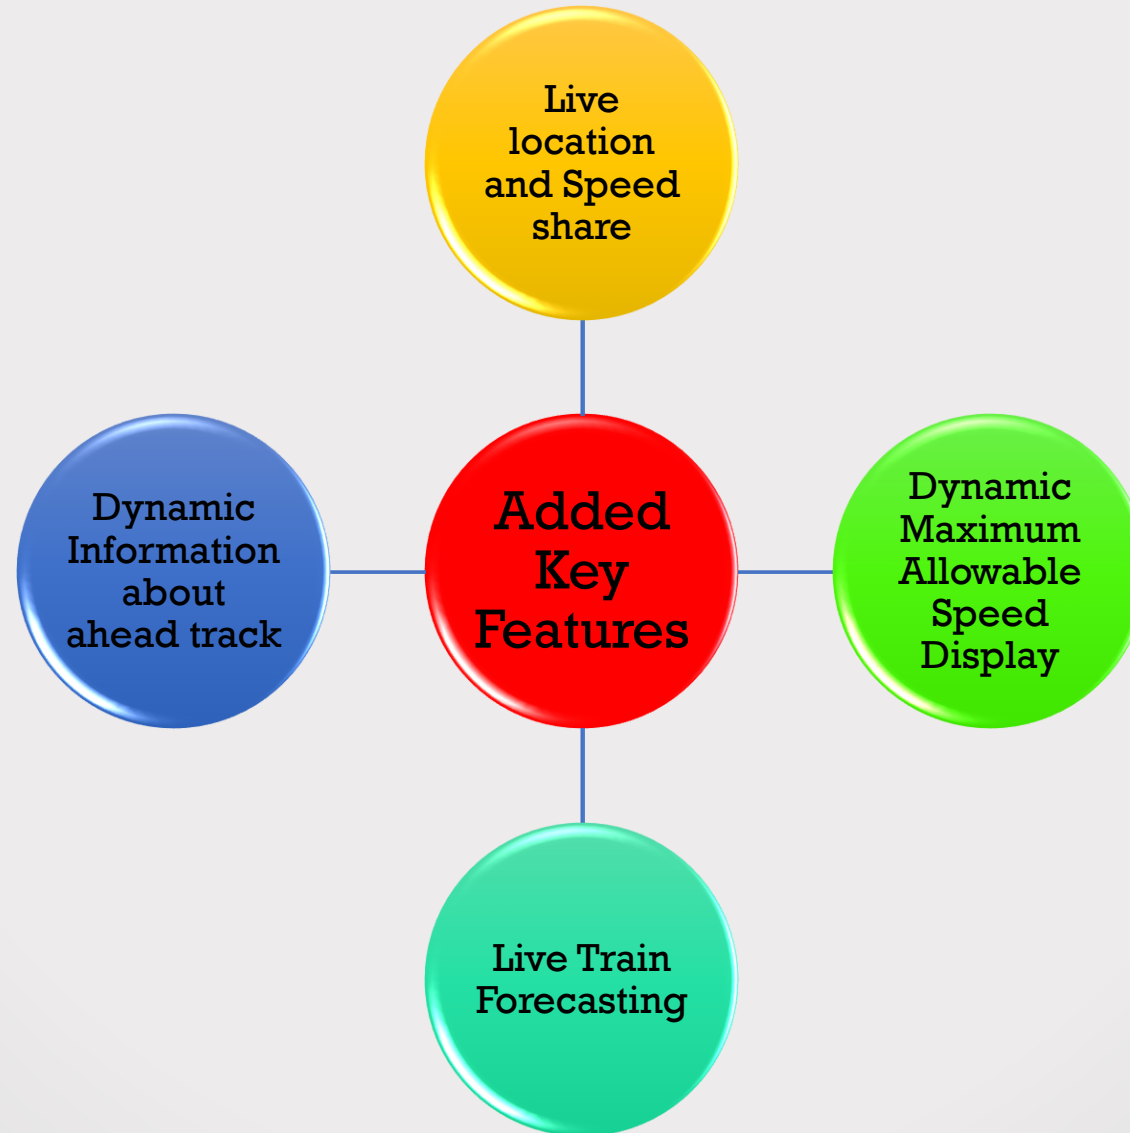 Live
location
and Speed
share
Dynamic
Information
about
ahead track
Added
Key
Features
Dynamic
Maximum
Allowable
Speed
Display
Live Train
Forecasting